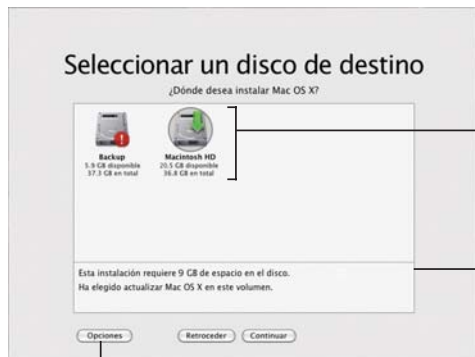 Seleccionar un disco de destino
¿Dónde desea instalar Mac OS X?
Backup
5.9 GB disponible
37.3 GB en total
Macintosh HD
20.5 GB disponible
36.8 GB en total
Esta instalación requiere 9 GB de espacio en el disco.
Ha elegido actualizar Mac OS X en este volumen.
Opciones
Retroceder
Continuar